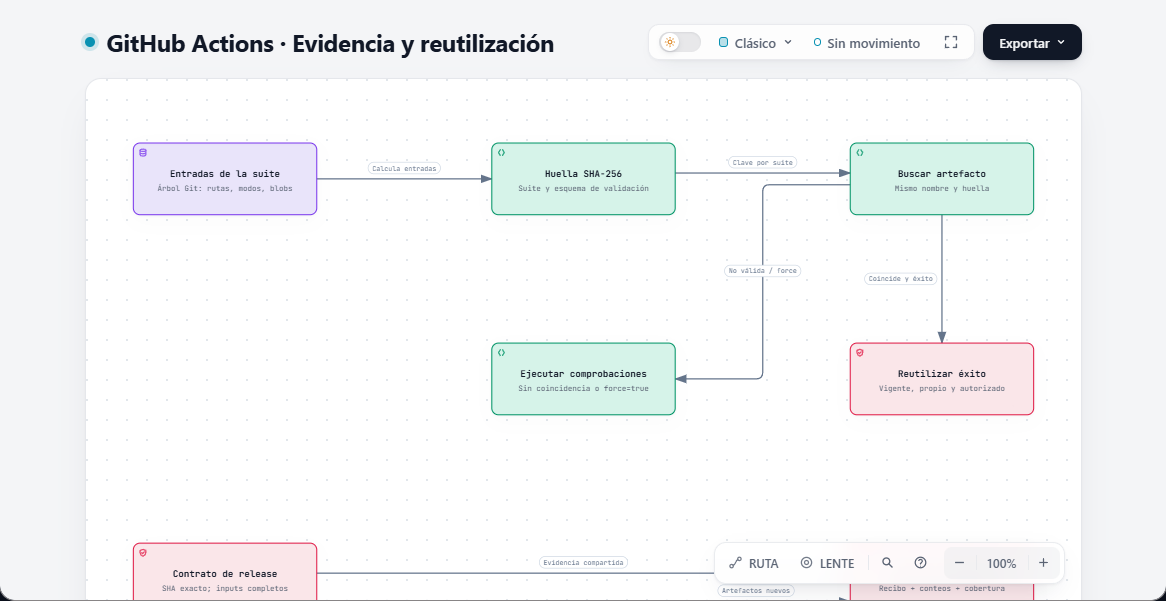 GitHub Actions · Evidencia y reutilización
Clásico
Sin movimiento
Exportar
Entradas de la suite
Árbol Git: rutas, modos, blobs
Calcula entradas
Huella SHA-256
Suite y esquema de validación
Clave por suite
Buscar artefacto
Mismo nombre y huella
No válida / force
Coincide y éxito
Ejecutar comprobaciones
Sin coincidencia o force=true
Reutilizar éxito
Vigente, propio y autorizado
Contrato de release
SHA exacto; inputs completos
Evidencia compartida
Artefactos nuevos
Recibo + conteos + cobertura
RUTA
LENTE
100%